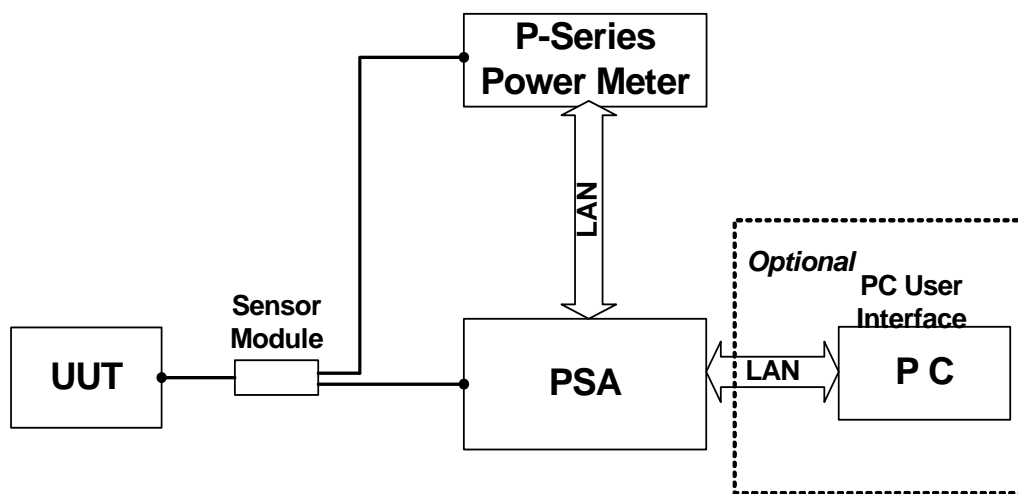 P-Series
Power Meter
LAN
Optional
PC User
Interface
Sensor
Module
UUT
PSA
LAN
P C